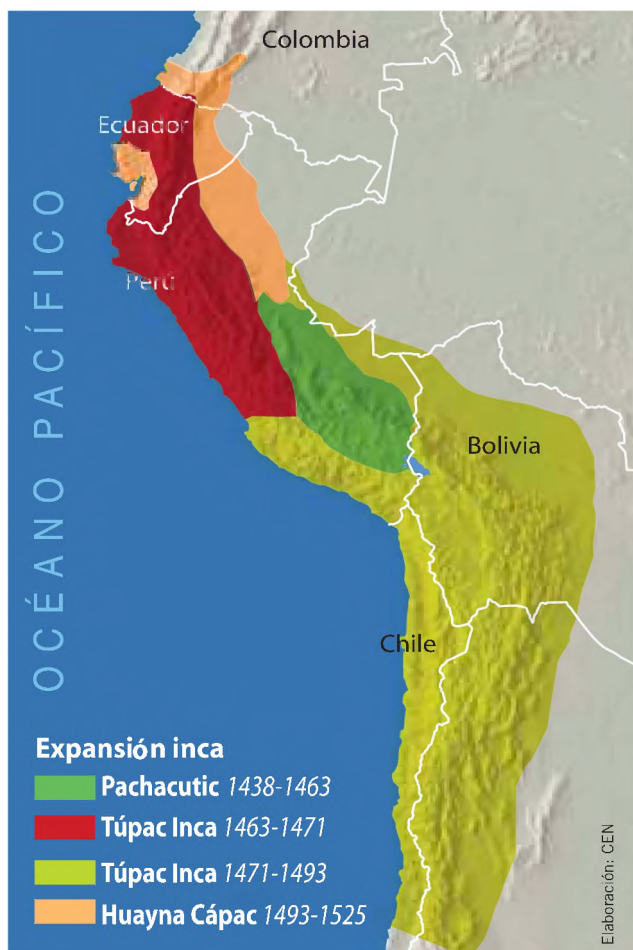 Colombia
Ecuador
Perú
OCÉANO PACÍFICO
Bolivia
Chile
Expansión inca
Pachacutic 1438-1463
Túpac Inca 1463-1471
Túpac Inca 1471-1493
Huayna Cápac 1493-1525
Elaboración: CEN